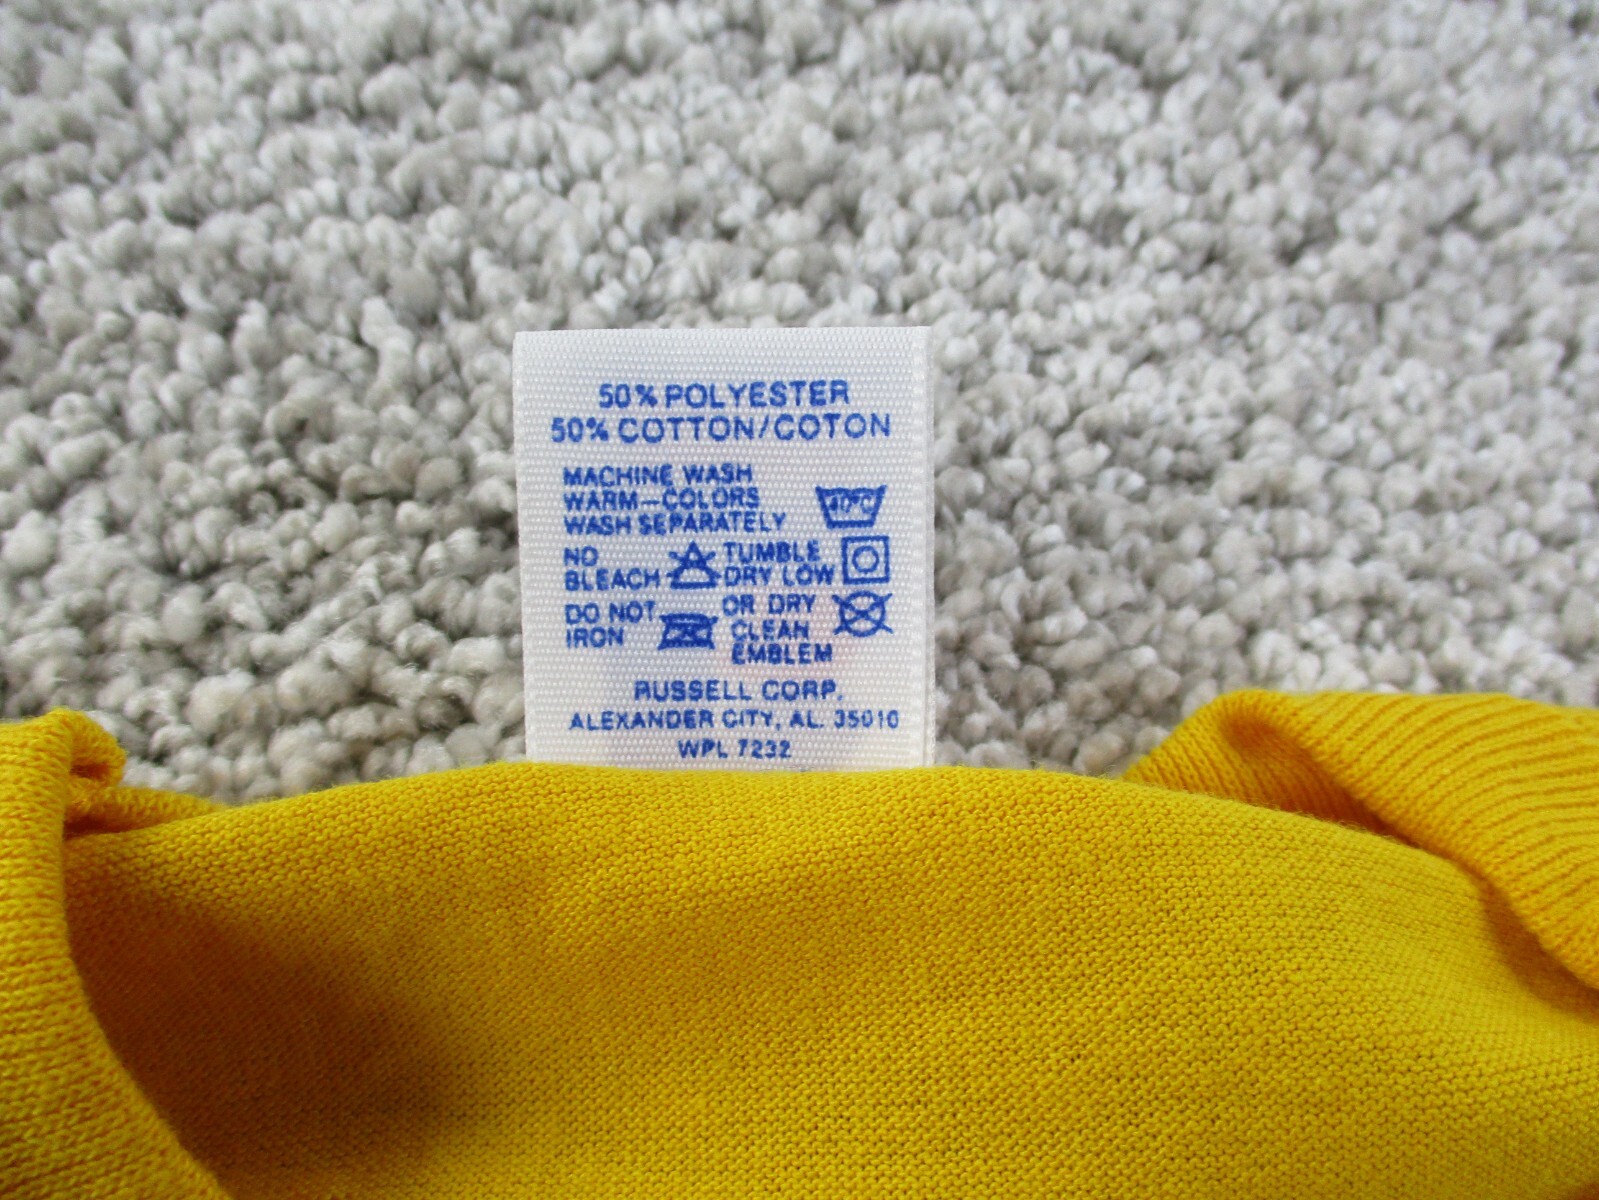 50% POLYESTER
50% COTTON/COTON
MACHINE WASH
WARM—COLORS
WASH SEPARATELY
40°C
NO
BLEACH
TUMBLE
DRY LOW
DO NOT
IRON
OR DRY
CLEAN
EMBLEM
RUSSELL CORP.
ALEXANDER CITY, AL. 35010
WPL 7232